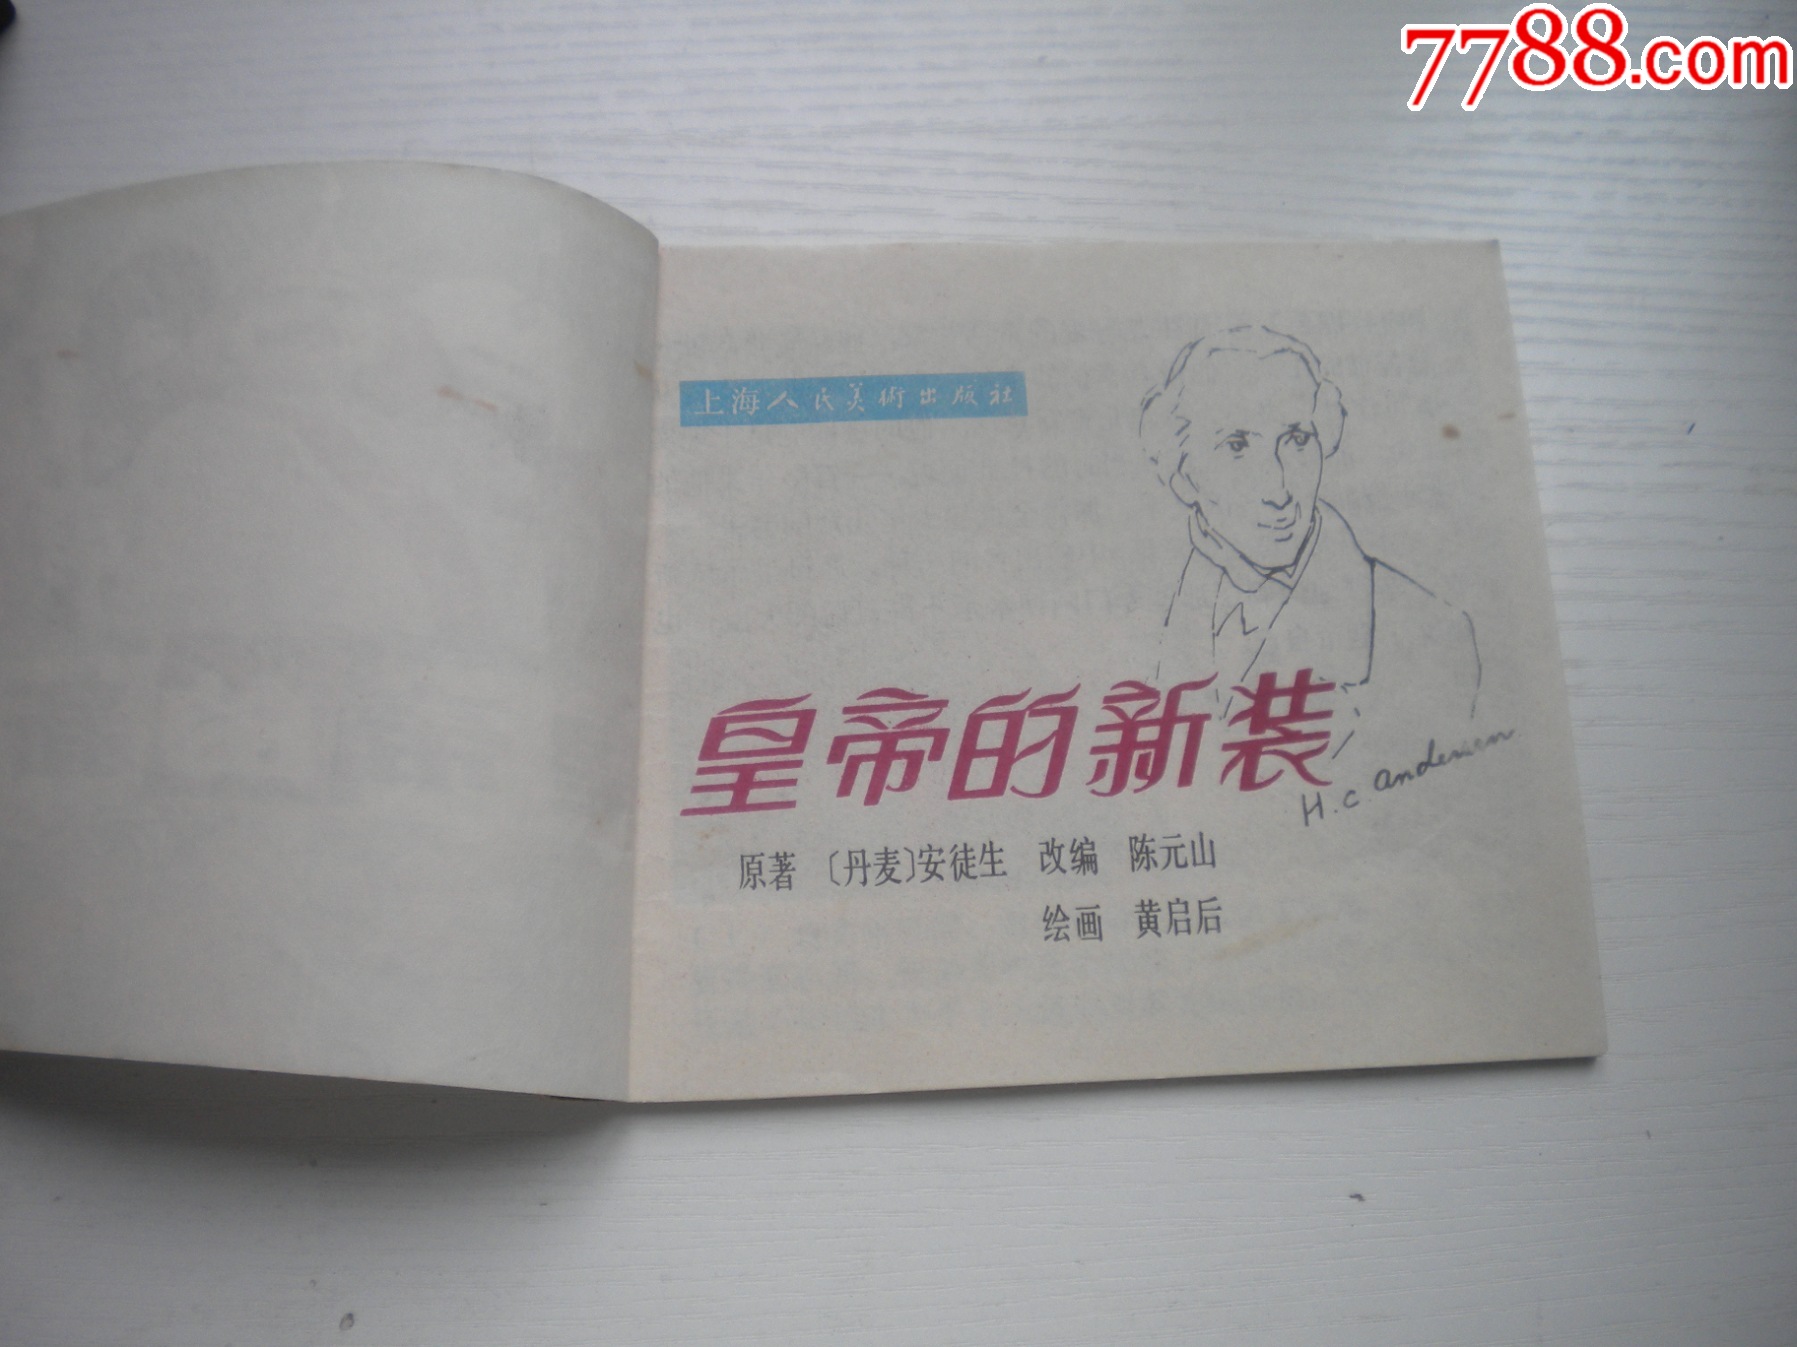 7788.com
上海人民美術出版社
皇帝的新装
H.C. Andersen
原著 〔丹麦〕安徒生 改编 陈元山
绘画 黄启后